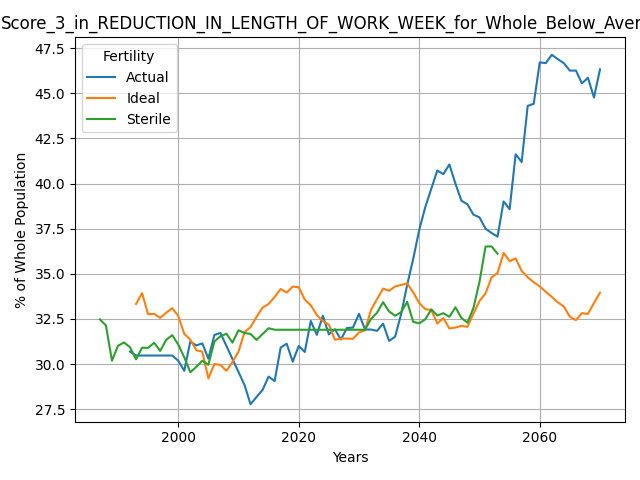 Score_3_in_REDUCTION_IN_LENGTH_OF_WORK_WEEK_for_Whole_Below_Aver
Fertility
Actual
Ideal
Sterile
% of Whole Population
47.5
45.0
42.5
40.0
37.5
35.0
32.5
30.0
27.5
2000
2020
2040
2060
Years